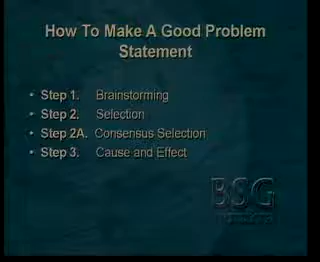 How To Make A Good Problem
Statement
• Step 1. Brainstorming
• Step 2. Selection
• Step 2A. Consensus Selection
• Step 3. Cause and Effect
BSG